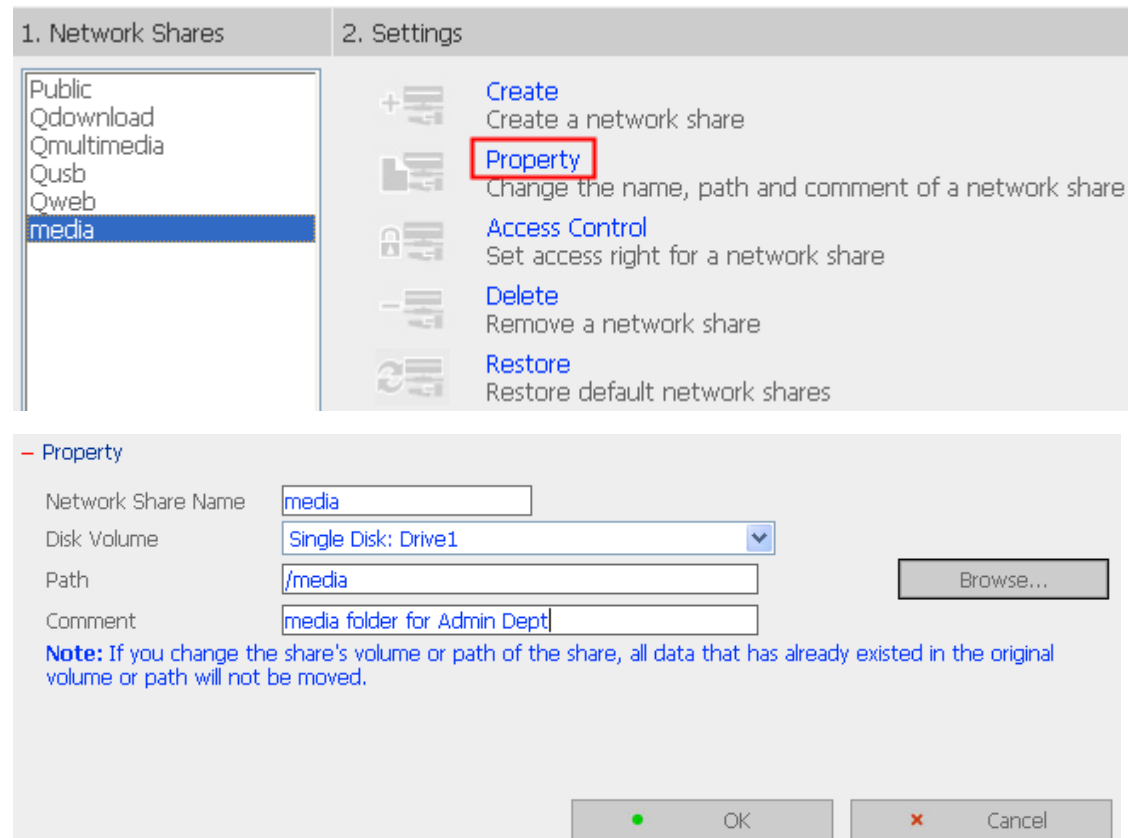 1. Network Shares
2. Settings
Public
Qdownload
Qmultimedia
Qusb
Qweb
media
Create
Create a network share
Property
Change the name, path and comment of a network share
Access Control
Set access right for a network share
Delete
Remove a network share
Restore
Restore default network shares
– Property
Network Share Name media
Disk Volume Single Disk: Drive1
Path /media Browse...
Comment media folder for Admin Dept
Note: If you change the share's volume or path of the share, all data that has already existed in the original
volume or path will not be moved.
OK Cancel